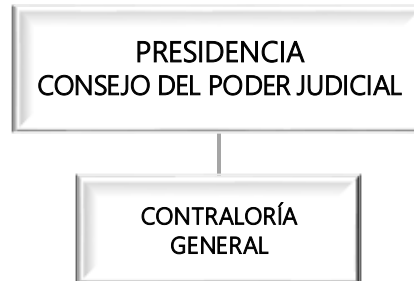 PRESIDENCIA
CONSEJO DEL PODER JUDICIAL
CONTRALORÍA
GENERAL